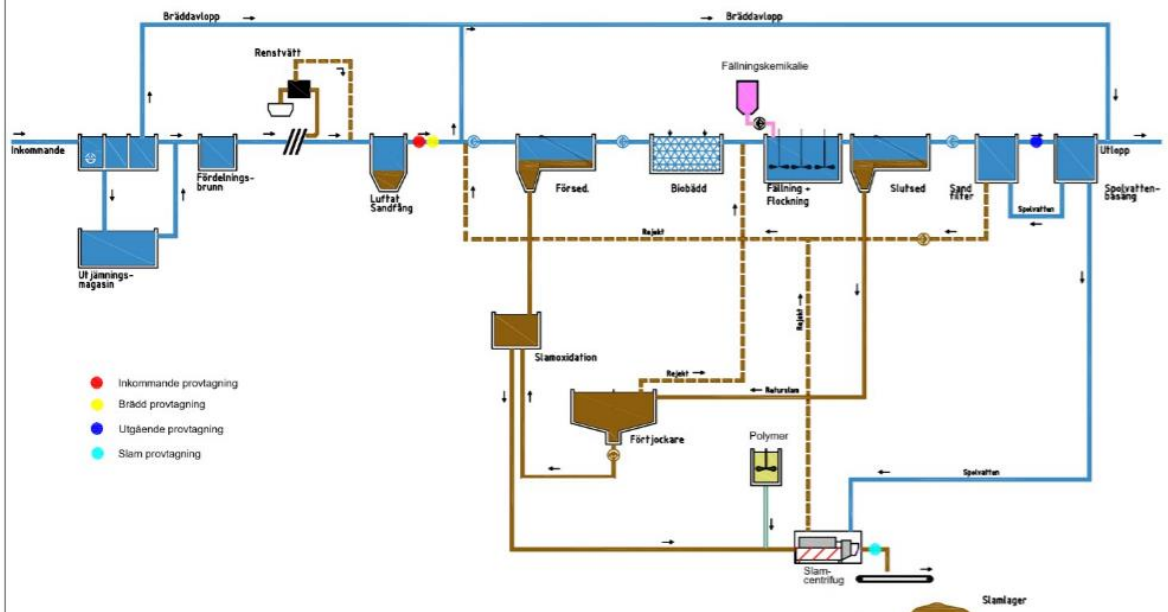 Bräddavlopp
Bräddavlopp
Renstvätt
Fällningskemikalie
Inkommande
Fördelnings-
brunn
Luftat
Sandfång
Försed.
Biobädd
Fällning +
Flockning
Slutsed
Sand
filter
Spolvatten
Utlopp
Spolvatten-
basäng
Utjämnings-
magasin
Rejekt
Rejekt
Slamoxidation
Rejekt
Naturslam
Förtjockare
Inkommande provtagning
Brädd provtagning
Utgående provtagning
Slam provtagning
Polymer
Spolvatten
Slam-
centrifug
Slamlager